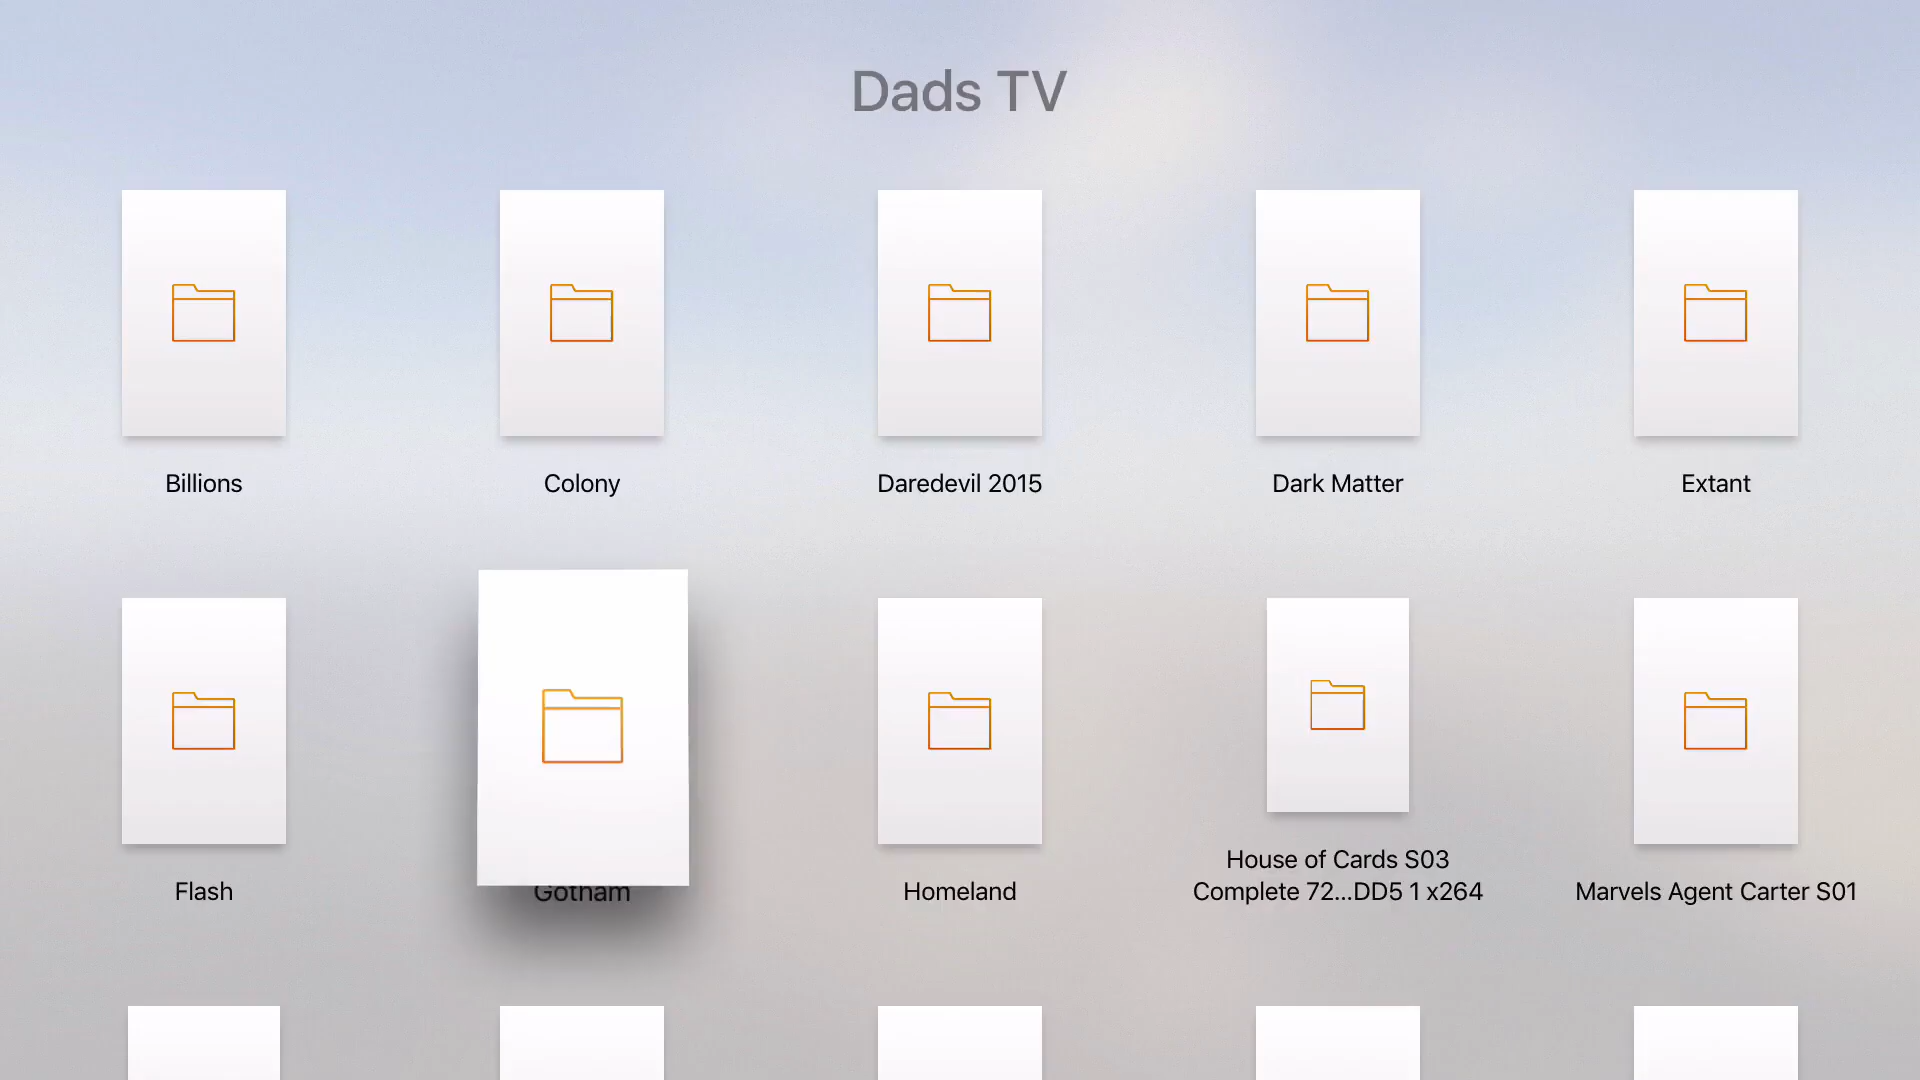 Dads TV
Billions
Colony
Daredevil 2015
Dark Matter
Extant
Flash
Gotham
Homeland
House of Cards S03
Complete 72...DD5 1 x264
Marvels Agent Carter S01